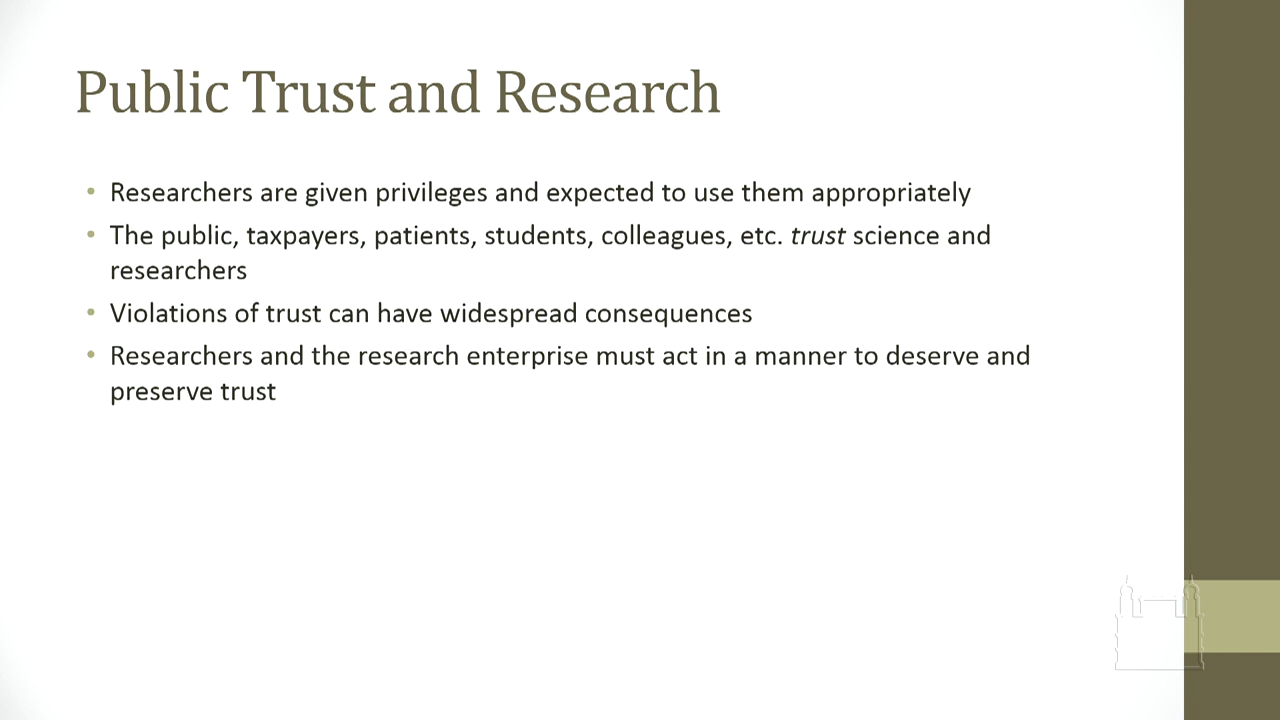 Public Trust and Research
• Researchers are given privileges and expected to use them appropriately
• The public, taxpayers, patients, students, colleagues, etc. trust science and
researchers
• Violations of trust can have widespread consequences
• Researchers and the research enterprise must act in a manner to deserve and
preserve trust